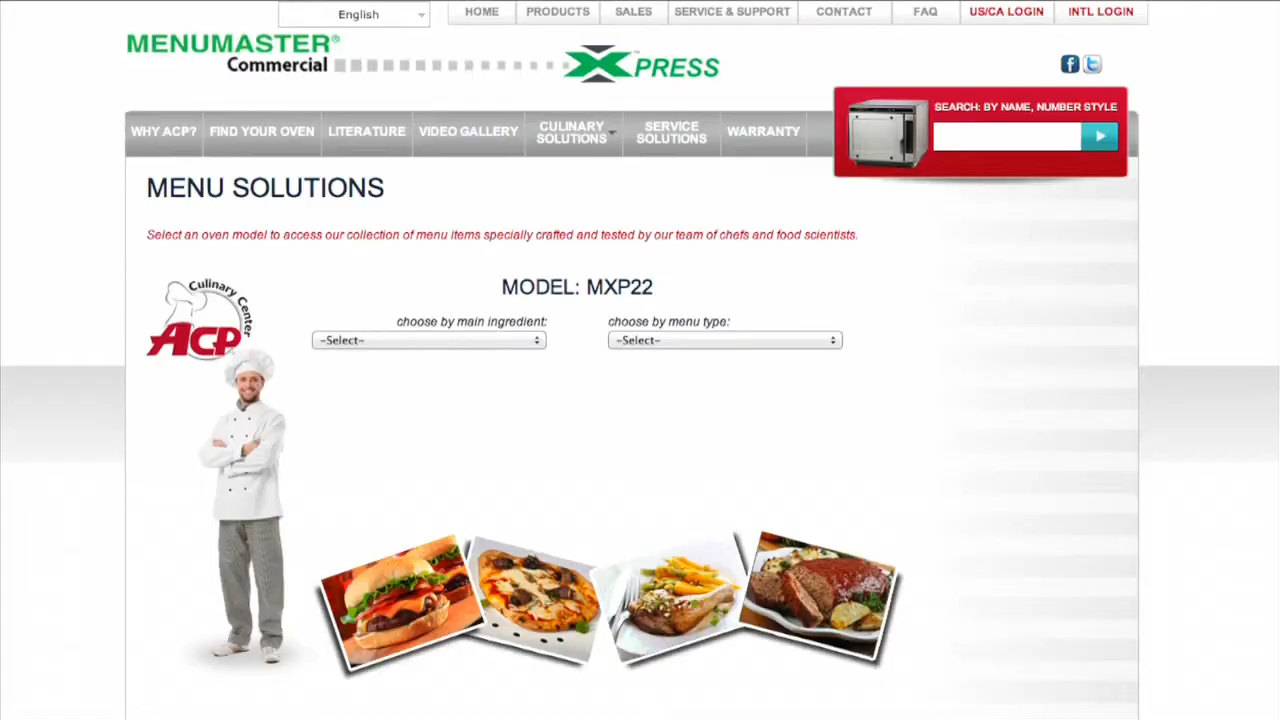 English
HOME PRODUCTS SALES SERVICE & SUPPORT CONTACT FAQ US/CA LOGIN INTL LOGIN
MENUMASTER®
Commercial
XPRESS™
SEARCH: BY NAME, NUMBER STYLE
WHY ACP? FIND YOUR OVEN LITERATURE VIDEO GALLERY CULINARY SOLUTIONS SERVICE SOLUTIONS WARRANTY
MENU SOLUTIONS
Select an oven model to access our collection of menu items specially crafted and tested by our team of chefs and food scientists.
Culinary Center
ACP
MODEL: MXP22
choose by main ingredient: choose by menu type:
–Select– –Select–